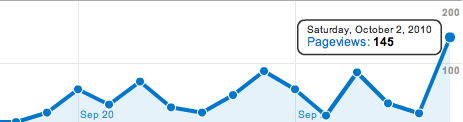 200
Saturday, October 2, 2010
Pageviews: 145
100
Sep 20
Sep